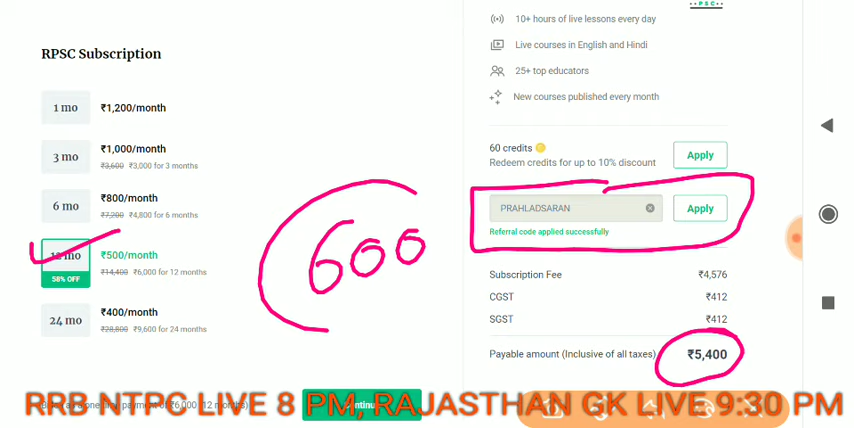 PSC
10+ hours of live lessons every day
Live courses in English and Hindi
25+ top educators
New courses published every month
RPSC Subscription
1 mo ₹1,200/month
3 mo ₹1,000/month
₹3,600 ₹3,000 for 3 months
6 mo ₹800/month
₹7,200 ₹4,800 for 6 months
12 mo ₹500/month
58% OFF ₹14,400 ₹6,000 for 12 months
24 mo ₹400/month
₹28,800 ₹9,600 for 24 months
600
60 credits
Redeem credits for up to 10% discount
Apply
PRAHLADSARAN
Apply
Referral code applied successfully
Subscription Fee ₹4,576
CGST ₹412
SGST ₹412
Payable amount (Inclusive of all taxes) ₹5,400
RRB NTPC LIVE 8 PM, RAJASTHAN GK LIVE 9:30 PM